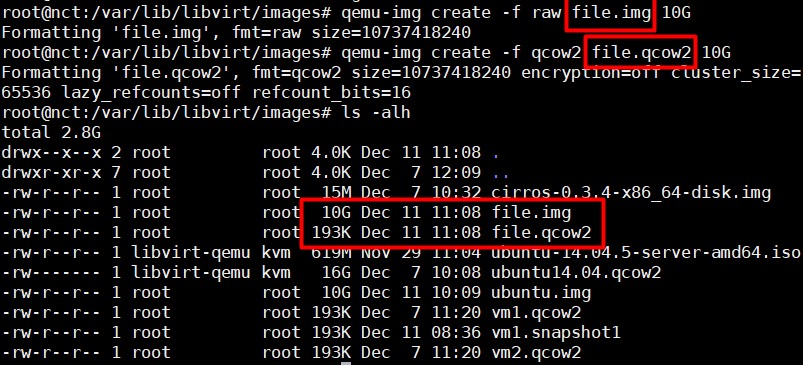 root@nct:/var/lib/libvirt/images# qemu-img create -f raw file.img 10G
Formatting 'file.img', fmt=raw size=10737418240
root@nct:/var/lib/libvirt/images# qemu-img create -f qcow2 file.qcow2 10G
Formatting 'file.qcow2', fmt=qcow2 size=10737418240 encryption=off cluster_size=
65536 lazy_refcounts=off refcount_bits=16
root@nct:/var/lib/libvirt/images# ls -alh
total 2.8G
drwx--x--x 2 root         root 4.0K Dec 11 11:08 .
drwxr-xr-x 7 root         root 4.0K Dec  7 12:09 ..
-rw-r--r-- 1 root         root  15M Dec  7 10:32 cirros-0.3.4-x86_64-disk.img
-rw-r--r-- 1 root         root  10G Dec 11 11:08 file.img
-rw-r--r-- 1 root         root 193K Dec 11 11:08 file.qcow2
-rw-r--r-- 1 libvirt-qemu kvm  619M Nov 29 11:04 ubuntu-14.04.5-server-amd64.iso
-rw------- 1 libvirt-qemu kvm   16G Dec  7 10:08 ubuntu14.04.qcow2
-rw-r--r-- 1 root         root  10G Dec 11 10:09 ubuntu.img
-rw-r--r-- 1 root         root 193K Dec  7 11:20 vm1.qcow2
-rw-r--r-- 1 root         root 193K Dec 11 08:36 vm1.snapshot1
-rw-r--r-- 1 root         root 193K Dec  7 11:20 vm2.qcow2